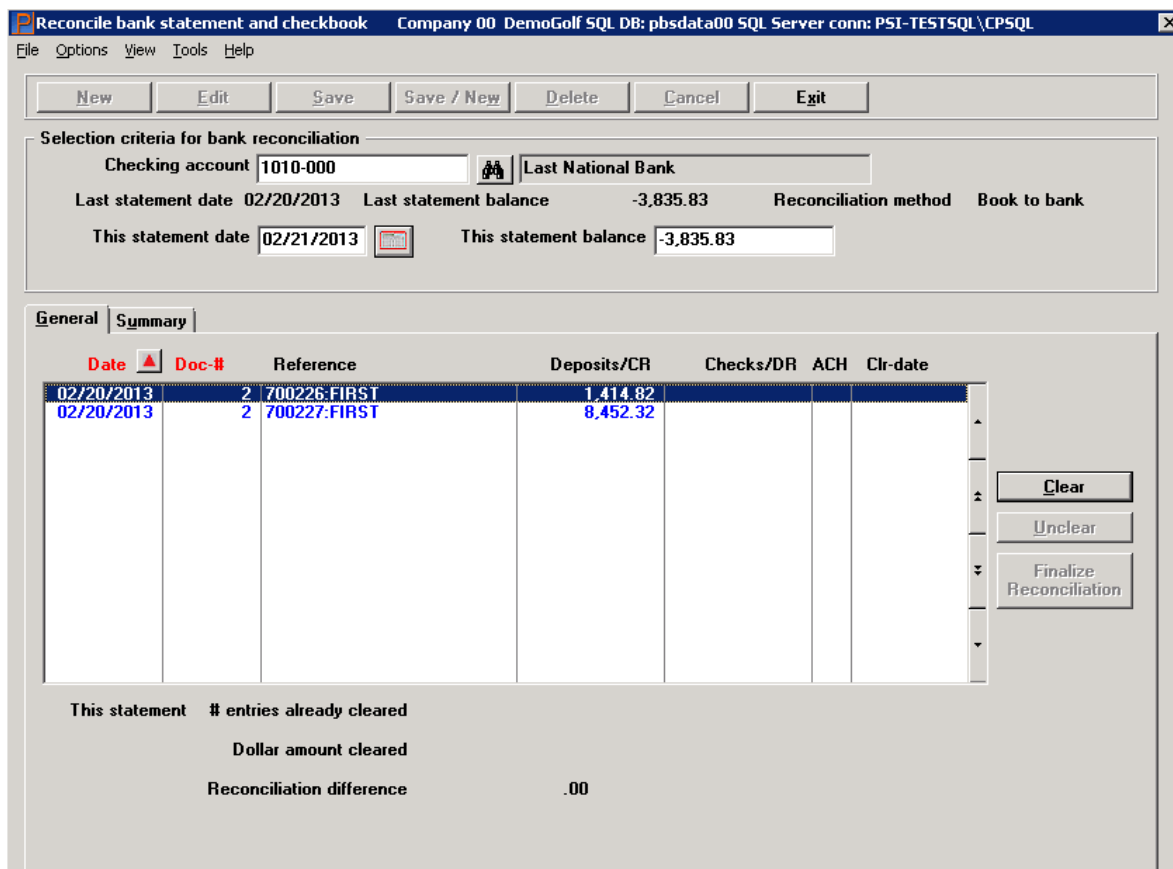 Reconcile bank statement and checkbook Company 00 DemoGolf SQL DB: pbsdata00 SQL Server conn: PSI-TESTSQL\CPSQL
File Options View Tools Help
New Edit Save Save / New Delete Cancel Exit
Selection criteria for bank reconciliation
Checking account 1010-000 Last National Bank
Last statement date 02/20/2013 Last statement balance -3,835.83 Reconciliation method Book to bank
This statement date 02/21/2013 This statement balance -3,835.83
General Summary
Date Doc-# Reference Deposits/CR Checks/DR ACH Clr-date
02/20/2013 2 700226:FIRST 1,414.82
02/20/2013 2 700227:FIRST 8,452.32
Clear
Unclear
Finalize
Reconciliation
This statement # entries already cleared
Dollar amount cleared
Reconciliation difference .00